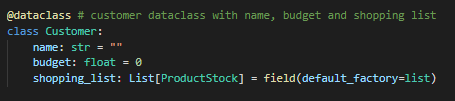 @dataclass # customer dataclass with name, budget and shopping list
class Customer:
    name: str = ""
    budget: float = 0
    shopping_list: List[ProductStock] = field(default_factory=list)